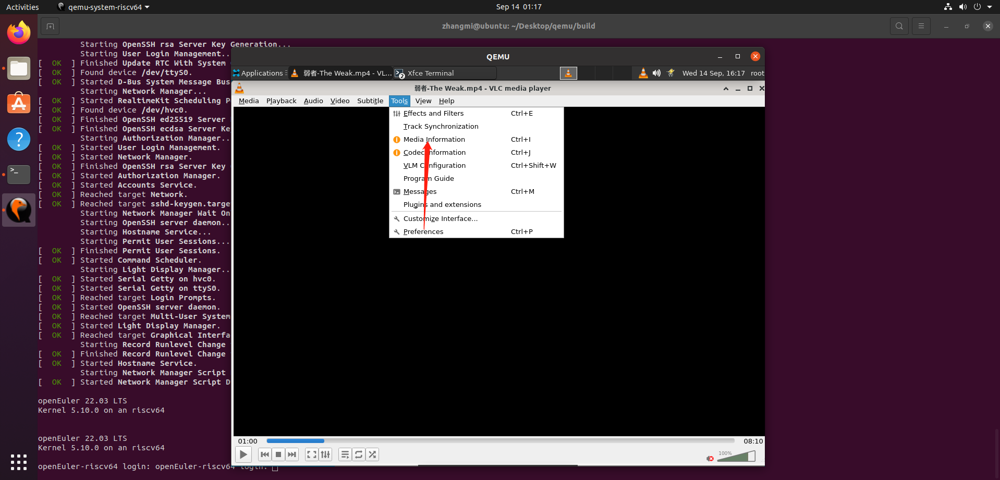 Activities
qemu-system-riscv64
Sep 14 01:17
zhangmi@ubuntu: ~/Desktop/qemu/build
Starting OpenSSH rsa Server Key Generation...
Starting User Login Management..
[ OK ] Finished Update RTC With System
[ OK ] Found device /dev/ttyS0.
[ OK ] Started D-Bus System Message Bus
Starting Network Manager...
[ OK ] Started RealtimeKit Scheduling Po
[ OK ] Found device /dev/hvc0.
[ OK ] Finished OpenSSH ed25519 Server
[ OK ] Finished OpenSSH ecdsa Server Ke
Starting Authorization Manager..
[ OK ] Started User Login Management.
[ OK ] Started Network Manager.
[ OK ] Finished OpenSSH rsa Server Key
[ OK ] Started Authorization Manager.
[ OK ] Started Accounts Service.
[ OK ] Reached target Network.
[ OK ] Reached target sshd-keygen.targe
Starting Network Manager Wait On
Starting OpenSSH server daemon..
Starting Hostname Service...
Starting Permit User Sessions...
[ OK ] Finished Permit User Sessions.
[ OK ] Started Command Scheduler.
Starting Light Display Manager..
[ OK ] Started Serial Getty on hvc0.
[ OK ] Started Serial Getty on ttyS0.
[ OK ] Reached target Login Prompts.
[ OK ] Started OpenSSH server daemon.
[ OK ] Reached target Multi-User System
[ OK ] Started Light Display Manager.
[ OK ] Reached target Graphical Interfa
Starting Record Runlevel Change
[ OK ] Finished Record Runlevel Change
[ OK ] Started Hostname Service.
Starting Network Manager Script
[ OK ] Started Network Manager Script D
openEuler 22.03 LTS
Kernel 5.10.0 on an riscv64
openEuler 22.03 LTS
Kernel 5.10.0 on an riscv64
openEuler-riscv64 login: openEuler-riscv64 login:
QEMU
Applications
弱者-The Weak.mp4 - VL...
2
Xfce Terminal
Wed 14 Sep, 16:17
root
弱者-The Weak.mp4 - VLC media player
Media Playback Audio Video Subtitle Tools View Help
Effects and Filters Ctrl+E
Track Synchronization
Media Information Ctrl+I
Codec Information Ctrl+J
VLM Configuration Ctrl+Shift+W
Program Guide
Messages Ctrl+M
Plugins and extensions
Customize Interface...
Preferences Ctrl+P
01:00
08:10
100%